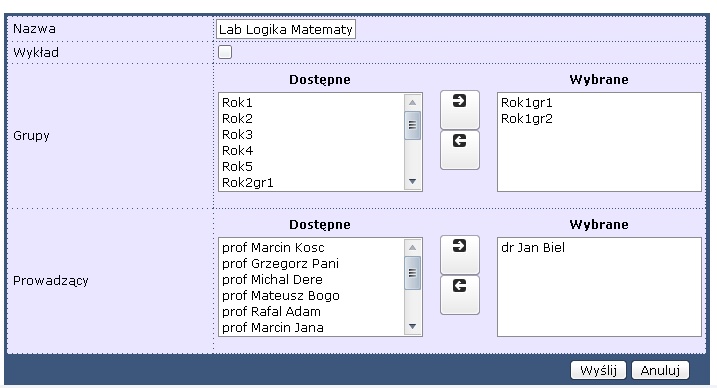 Nazwa
Lab Logika Matematy
Wykład
Dostępne
Wybrane
Grupy
Rok1
Rok2
Rok3
Rok4
Rok5
Rok2gr1
Rok1gr1
Rok1gr2
Dostępne
Wybrane
Prowadzący
prof Marcin Kosc
prof Grzegorz Pani
prof Michal Dere
prof Mateusz Bogo
prof Rafal Adam
prof Marcin Jana
dr Jan Biel
Wyślij
Anuluj